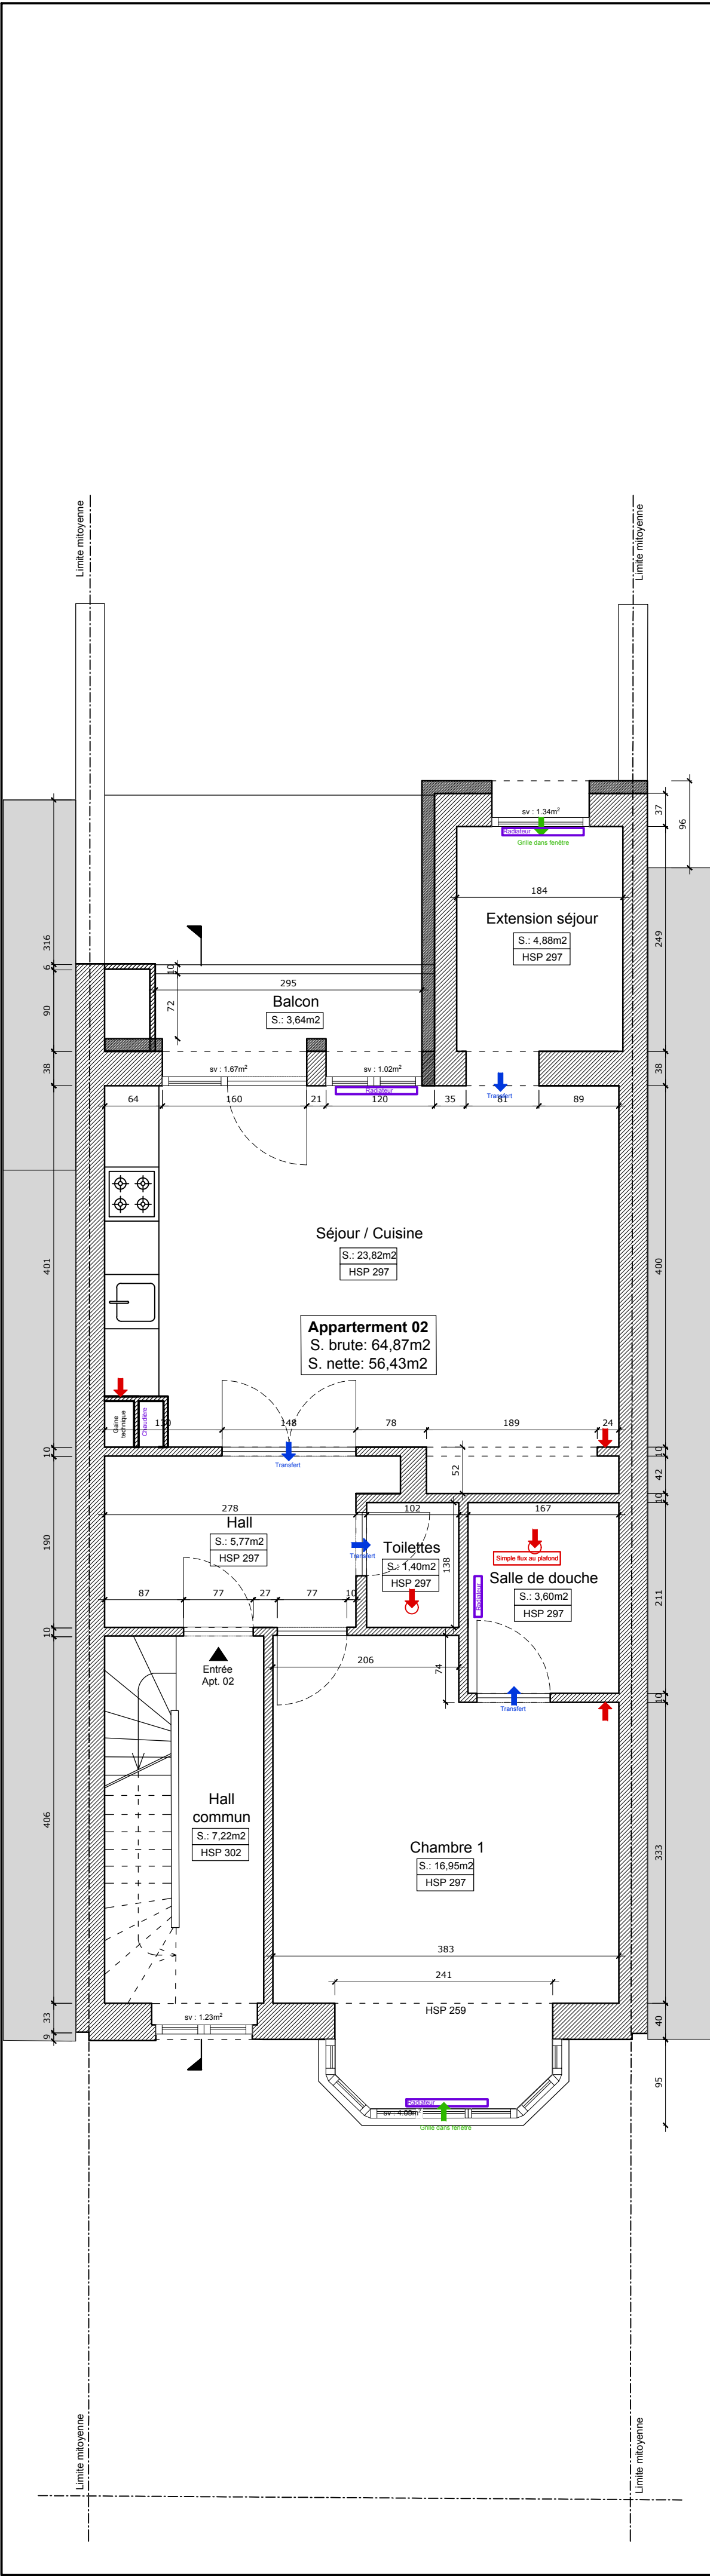 Limite mitoyenne
Limite mitoyenne
sv : 1.34m²
Radiateur
Grille dans fenêtre
37
96
184
Extension séjour
S.: 4,88m2
HSP 297
249
316
6
10
295
72
Balcon
S.: 3,64m2
90
38
sv : 1.67m²
sv : 1.02m²
Radiateur
Transfert
38
64
160
21
120
35
81
89
Séjour / Cuisine
S.: 23,82m2
HSP 297
401
400
Apparterment 02
S. brute: 64,87m2
S. nette: 56,43m2
Gaine
technique
Chaudière
130
148
78
189
24
10
Transfert
52
10
42
10
278
102
167
Hall
S.: 5,77m2
HSP 297
190
Transfert
Toilettes
S.: 1,40m2
HSP 297
138
Simple flux au plafond
Radiateur
Salle de douche
S.: 3,60m2
HSP 297
211
87
77
27
77
10
10
206
74
Entrée
Apt. 02
Transfert
10
Hall
commun
S.: 7,22m2
HSP 302
406
Chambre 1
S.: 16,95m2
HSP 297
333
383
241
HSP 259
33
9
sv : 1.23m²
40
95
Radiateur
sv : 4.09m²
Grille dans fenêtre
Limite mitoyenne
Limite mitoyenne